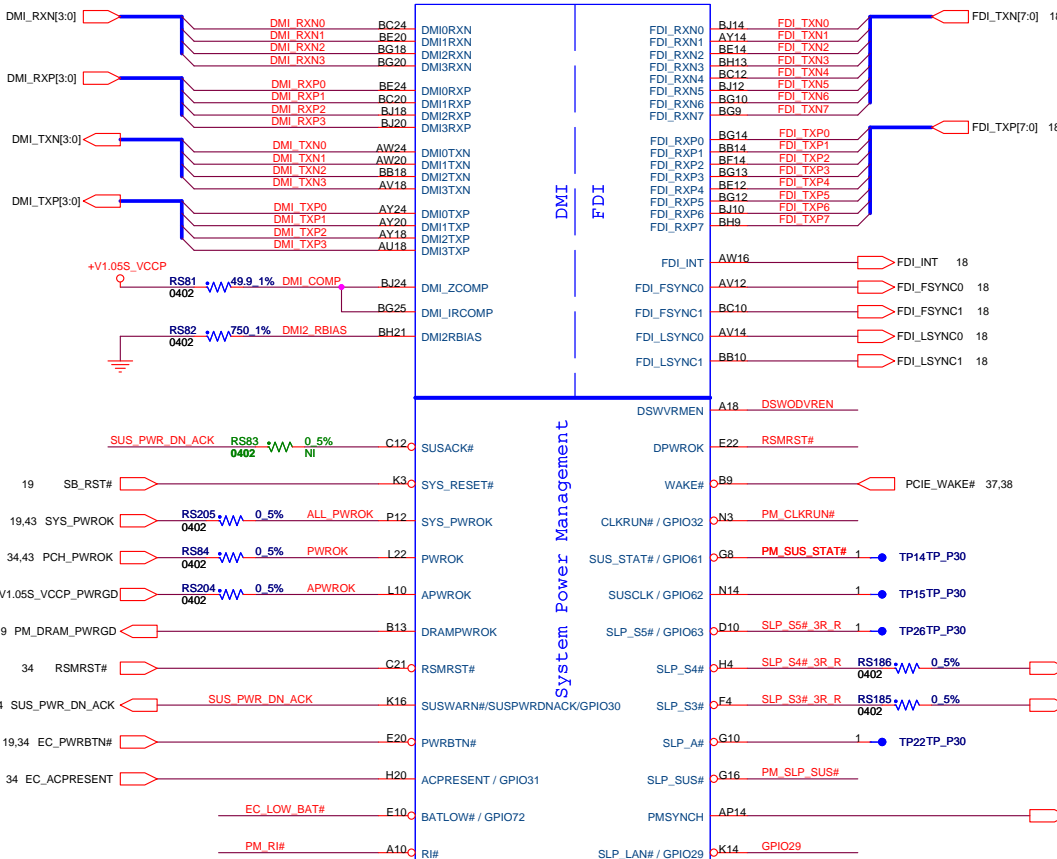 DMI_RXN[3:0]
DMI_RXN0 BC24 DMI0RXN
DMI_RXN1 BE20 DMI1RXN
DMI_RXN2 BG18 DMI2RXN
DMI_RXN3 BG20 DMI3RXN
DMI_RXP[3:0]
DMI_RXP0 BE24 DMI0RXP
DMI_RXP1 BC20 DMI1RXP
DMI_RXP2 BJ18 DMI2RXP
DMI_RXP3 BJ20 DMI3RXP
DMI_TXN[3:0]
DMI_TXN0 AW24 DMI0TXN
DMI_TXN1 AW20 DMI1TXN
DMI_TXN2 BB18 DMI2TXN
DMI_TXN3 AV18 DMI3TXN
DMI_TXP[3:0]
DMI_TXP0 AY24 DMI0TXP
DMI_TXP1 AY20 DMI1TXP
DMI_TXP2 AY18 DMI2TXP
DMI_TXP3 AU18 DMI3TXP
+V1.05S_VCCP
RS81 49.9_1% DMI_COMP BJ24 DMI_ZCOMP
0402
BG25 DMI_IRCOMP
RS82 750_1% DMI2_RBIAS BH21 DMI2RBIAS
0402
DMI
FDI
FDI_RXN0 BJ14 FDI_TXN0 FDI_TXN[7:0]
FDI_RXN1 AY14 FDI_TXN1
FDI_RXN2 BE14 FDI_TXN2
FDI_RXN3 BH13 FDI_TXN3
FDI_RXN4 BC12 FDI_TXN4
FDI_RXN5 BJ12 FDI_TXN5
FDI_RXN6 BG10 FDI_TXN6
FDI_RXN7 BG9 FDI_TXN7
FDI_TXP[7:0]
FDI_RXP0 BG14 FDI_TXP0
FDI_RXP1 BB14 FDI_TXP1
FDI_RXP2 BF14 FDI_TXP2
FDI_RXP3 BG13 FDI_TXP3
FDI_RXP4 BE12 FDI_TXP4
FDI_RXP5 BG12 FDI_TXP5
FDI_RXP6 BJ10 FDI_TXP6
FDI_RXP7 BH9 FDI_TXP7
FDI_INT AW16 FDI_INT 18
FDI_FSYNC0 AV12 FDI_FSYNC0 18
FDI_FSYNC1 BC10 FDI_FSYNC1 18
FDI_LSYNC0 AV14 FDI_LSYNC0 18
FDI_LSYNC1 BB10 FDI_LSYNC1 18
System Power Management
SUS_PWR_DN_ACK RS83 0_5% C12 SUSACK#
0402 NI
19 SB_RST# K3 SYS_RESET#
19,43 SYS_PWROK RS205 0_5% ALL_PWROK P12 SYS_PWROK
0402
34,43 PCH_PWROK RS84 0_5% PWROK L22 PWROK
0402
V1.05S_VCCP_PWRGD RS204 0_5% APWROK L10 APWROK
0402
9 PM_DRAM_PWRGD B13 DRAMPWROK
34 RSMRST# C21 RSMRST#
SUS_PWR_DN_ACK SUS_PWR_DN_ACK K16 SUSWARN#/SUSPWRDNACK/GPIO30
19,34 EC_PWRBTN# E20 PWRBTN#
34 EC_ACPRESENT H20 ACPRESENT / GPIO31
EC_LOW_BAT# E10 BATLOW# / GPIO72
PM_RI# A10 RI#
DSWVRMEN A18 DSWODVREN
DPWROK E22 RSMRST#
WAKE# B9 PCIE_WAKE# 37,38
CLKRUN# / GPIO32 N3 PM_CLKRUN#
SUS_STAT# / GPIO61 G8 PM_SUS_STAT# 1 TP14 TP_P30
SUSCLK / GPIO62 N14 1 TP15 TP_P30
SLP_S5# / GPIO63 D10 SLP_S5#_3R_R 1 TP26 TP_P30
SLP_S4# H4 SLP_S4#_3R_R RS186 0_5%
0402
SLP_S3# F4 SLP_S3#_3R_R RS185 0_5%
0402
SLP_A# G10 1 TP22 TP_P30
SLP_SUS# G16 PM_SLP_SUS#
PMSYNCH AP14
SLP_LAN# / GPIO29 K14 GPIO29